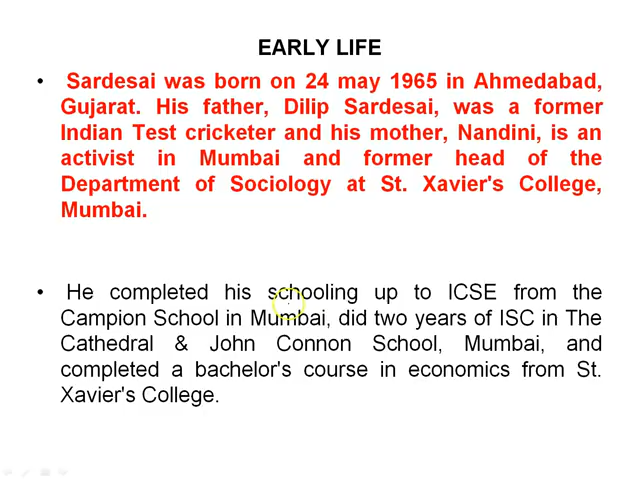 EARLY LIFE
• Sardesai was born on 24 may 1965 in Ahmedabad,
Gujarat. His father, Dilip Sardesai, was a former
Indian Test cricketer and his mother, Nandini, is an
activist in Mumbai and former head of the
Department of Sociology at St. Xavier's College,
Mumbai.
• He completed his schooling up to ICSE from the
Campion School in Mumbai, did two years of ISC in The
Cathedral & John Connon School, Mumbai, and
completed a bachelor's course in economics from St.
Xavier's College.